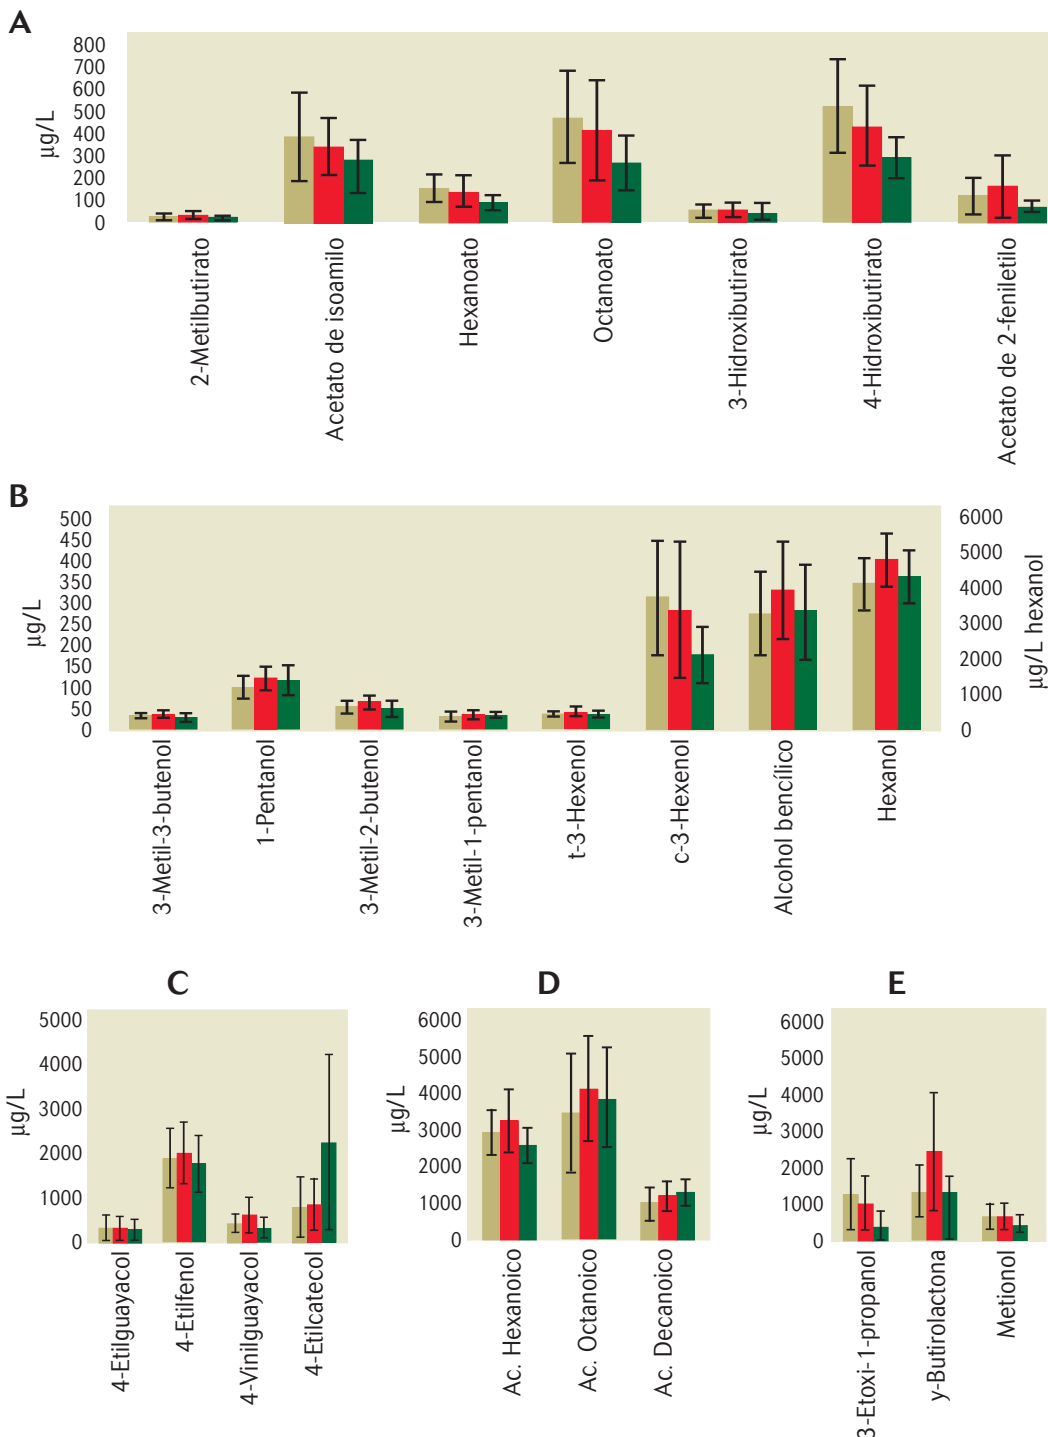 A
800
700
600
500
400
300
200
100
0
µg/L
2-Metilbutirato
Acetato de isoamilo
Hexanoato
Octanoato
3-Hidroxibutirato
4-Hidroxibutirato
Acetato de 2-feniletilo
B
500
450
400
350
300
250
200
150
100
50
0
µg/L
6000
5000
4000
3000
2000
1000
0
µg/L hexanol
3-Metil-3-butenol
1-Pentanol
3-Metil-2-butenol
3-Metil-1-pentanol
t-3-Hexenol
c-3-Hexenol
Alcohol bencílico
Hexanol
C
5000
4000
3000
2000
1000
0
µg/L
4-Etilguayacol
4-Etilfenol
4-Vinilguayacol
4-Etilcatecol
D
6000
5000
4000
3000
2000
1000
0
µg/L
Ac. Hexanoico
Ac. Octanoico
Ac. Decanoico
E
6000
5000
4000
3000
2000
1000
0
µg/L
3-Etoxi-1-propanol
y-Butirolactona
Metionol